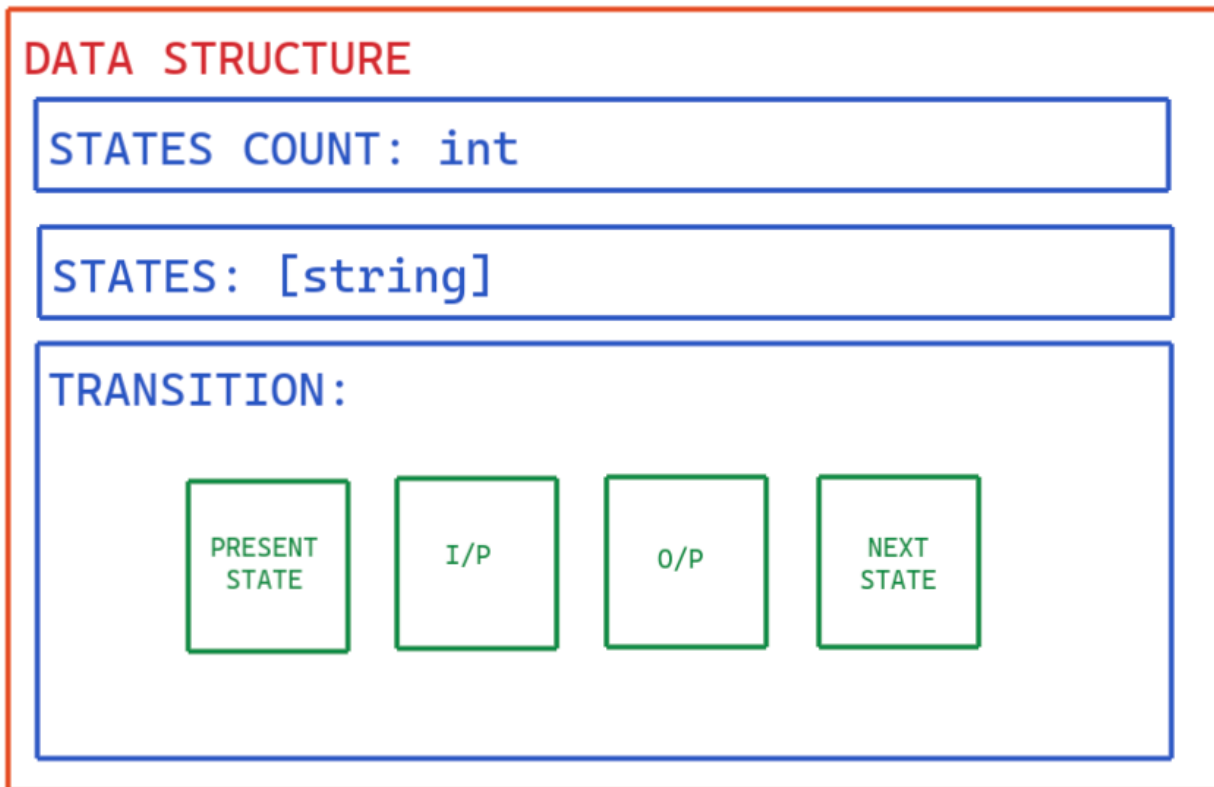 DATA STRUCTURE
STATES COUNT: int
STATES: [string]
TRANSITION:
PRESENT
STATE
I/P
O/P
NEXT
STATE